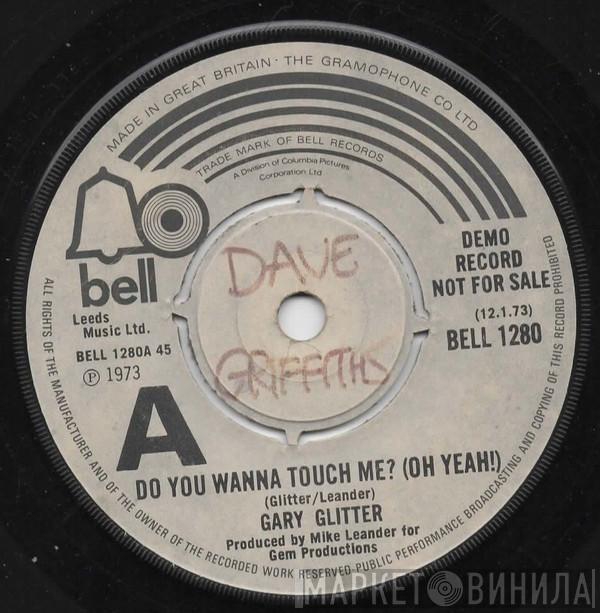 MADE IN GREAT BRITAIN · THE GRAMOPHONE CO LTD
TRADE MARK OF BELL RECORDS
A Division of Columbia Pictures
Corporation Ltd
bell
Leeds
Music Ltd.
BELL 1280A 45
℗ 1973
A
DAVE
GRIFFITHS
DEMO
RECORD
NOT FOR SALE
(12.1.73)
BELL 1280
DO YOU WANNA TOUCH ME? (OH YEAH!)
(Glitter/Leander)
GARY GLITTER
Produced by Mike Leander for
Gem Productions
ALL RIGHTS OF THE MANUFACTURER AND OF THE OWNER OF THE RECORDED WORK RESERVED·PUBLIC PERFORMANCE BROADCASTING AND COPYING OF THIS RECORD PROHIBITED
МАРКЕТ ВИНИЛА